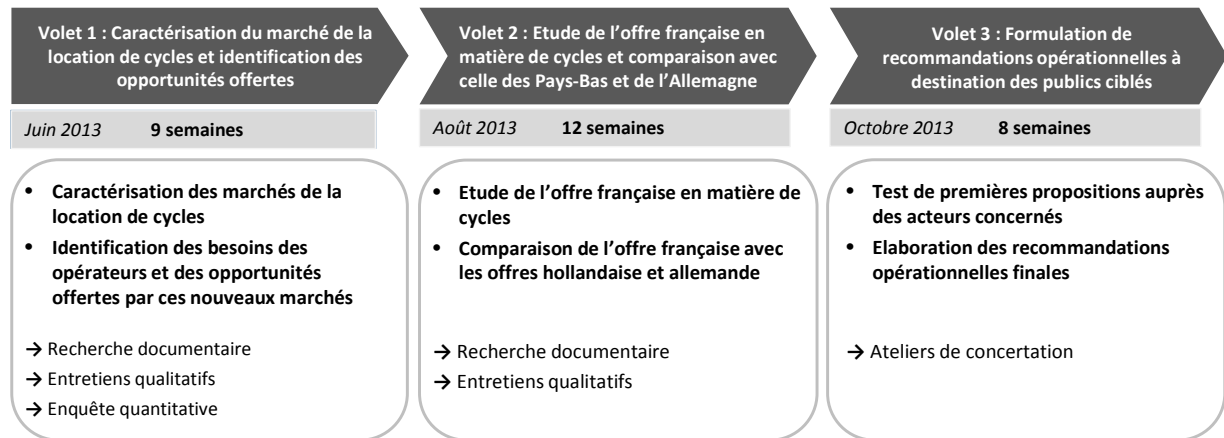 Volet 1 : Caractérisation du marché de la
location de cycles et identification des
opportunités offertes
Juin 2013 9 semaines
• Caractérisation des marchés de la
location de cycles
• Identification des besoins des
opérateurs et des opportunités
offertes par ces nouveaux marchés
→ Recherche documentaire
→ Entretiens qualitatifs
→ Enquête quantitative
Volet 2 : Etude de l’offre française en
matière de cycles et comparaison avec
celle des Pays-Bas et de l’Allemagne
Août 2013 12 semaines
• Etude de l’offre française en matière de
cycles
• Comparaison de l’offre française avec
les offres hollandaise et allemande
→ Recherche documentaire
→ Entretiens qualitatifs
Volet 3 : Formulation de
recommandations opérationnelles à
destination des publics ciblés
Octobre 2013 8 semaines
• Test de premières propositions auprès
des acteurs concernés
• Elaboration des recommandations
opérationnelles finales
→ Ateliers de concertation